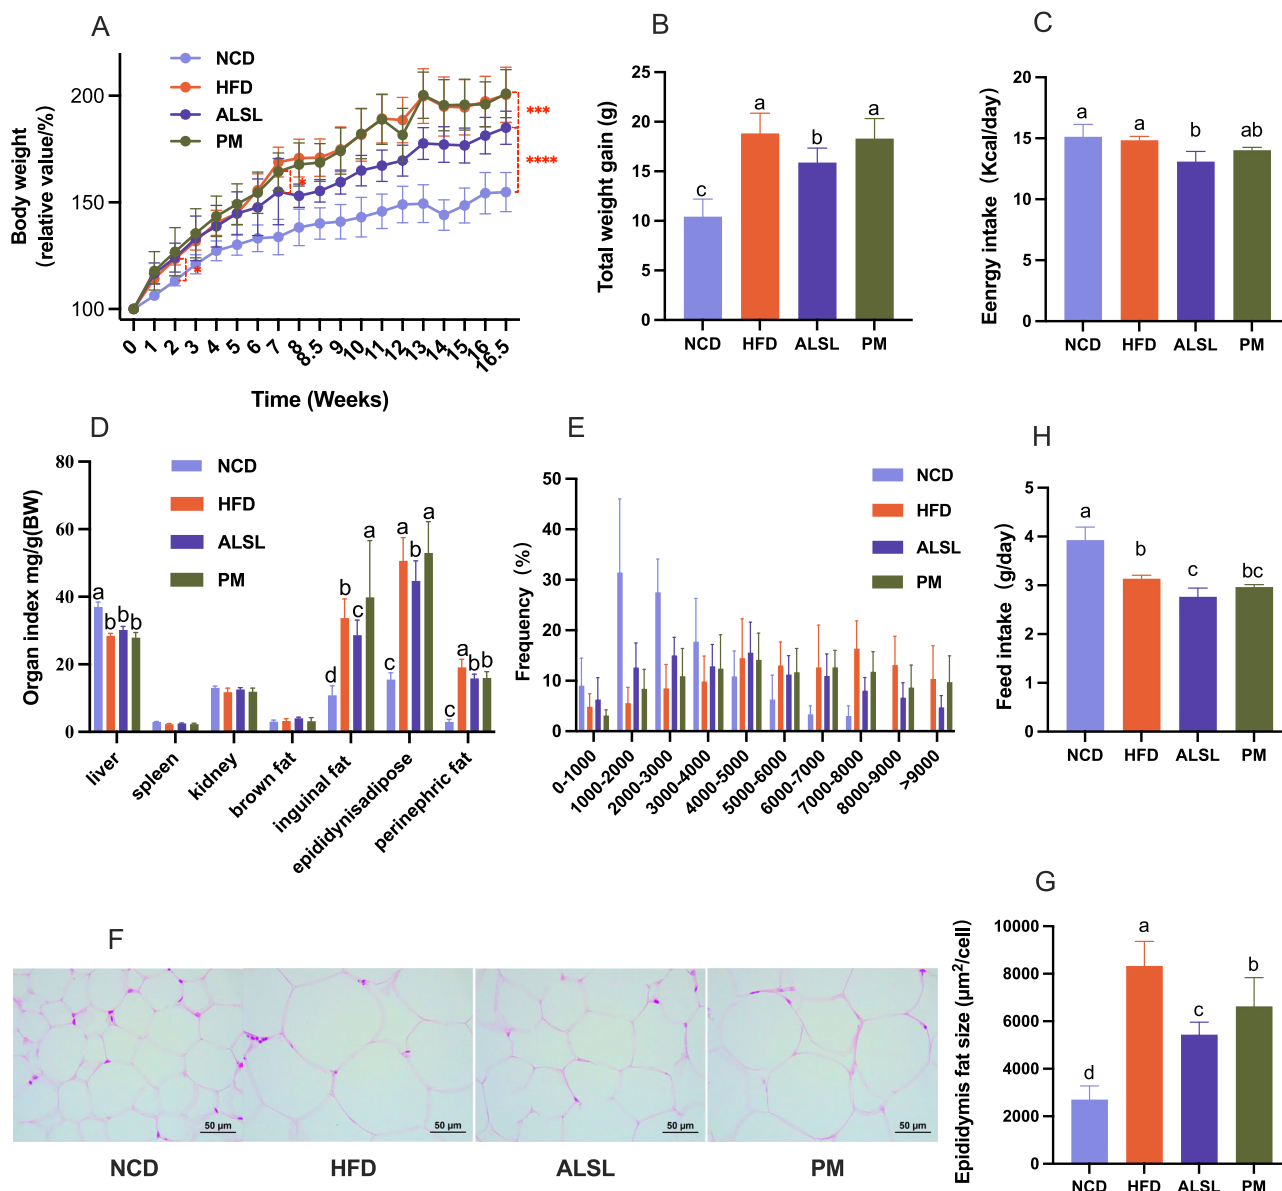 A
NCD
HFD
ALSL
PM
Body weight
(relative value/%)
200
150
100
***
****
*
*
0 1 2 3 4 5 6 7 8 8.5 9 10 11 12 13 14 15 16 16.5
Time (Weeks)
B
Total weight gain (g)
25
20
15
10
5
0
c
a
b
a
NCD HFD ALSL PM
C
Eenrgy intake (Kcal/day)
20
15
10
5
0
a
a
b
ab
NCD HFD ALSL PM
D
Organ index mg/g(BW)
80
60
40
20
0
NCD
HFD
ALSL
PM
a
b b b
d
b
c
a
c
a
b
a
c
a
b b
liver
spleen
kidney
brown fat
inguinal fat
epididynisadipose
perinephric fat
E
Frequency (%)
50
40
30
20
10
0
NCD
HFD
ALSL
PM
0-1000
1000-2000
2000-3000
3000-4000
4000-5000
5000-6000
6000-7000
7000-8000
8000-9000
>9000
H
Feed intake (g/day)
5
4
3
2
1
0
a
b
c
bc
NCD HFD ALSL PM
F
50 μm
50 μm
50 μm
50 μm
NCD HFD ALSL PM
G
Epididymis fat size (μm²/cell)
10000
8000
6000
4000
2000
0
d
a
c
b
NCD HFD ALSL PM